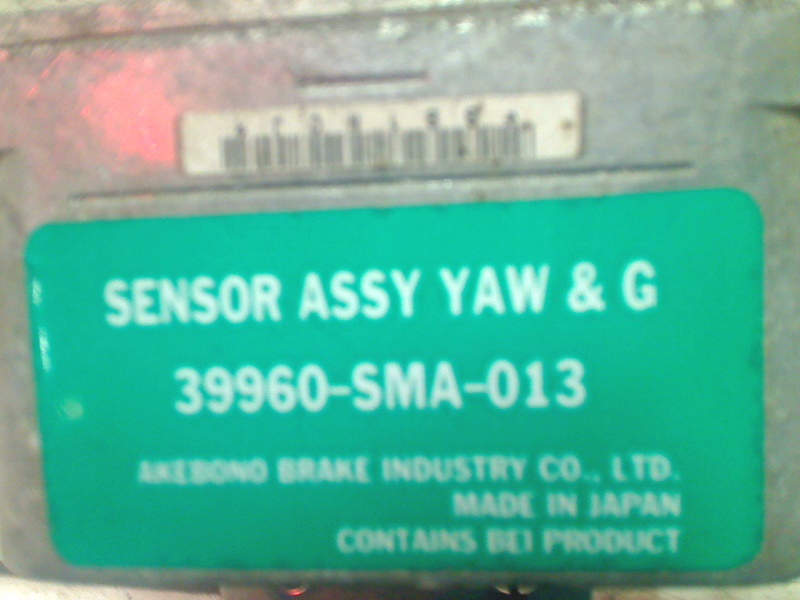 SENSOR ASSY YAW & G
39960-SMA-013
AKEBONO BRAKE INDUSTRY CO., LTD.
MADE IN JAPAN
CONTAINS BEI PRODUCT